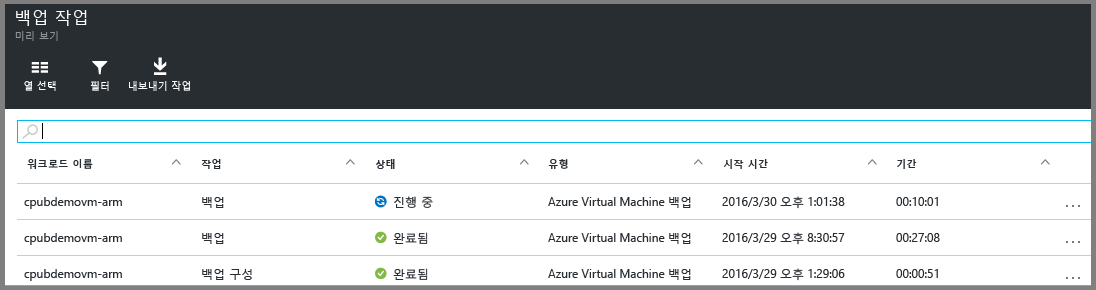 백업 작업
미리 보기
열 선택 필터 내보내기 작업
워크로드 이름 작업 상태 유형 시작 시간 기간
cpubdemovm-arm 백업 진행 중 Azure Virtual Machine 백업 2016/3/30 오후 1:01:38 00:10:01 ...
cpubdemovm-arm 백업 완료됨 Azure Virtual Machine 백업 2016/3/29 오후 8:30:57 00:27:08 ...
cpubdemovm-arm 백업 구성 완료됨 Azure Virtual Machine 백업 2016/3/29 오후 1:29:06 00:00:51 ...